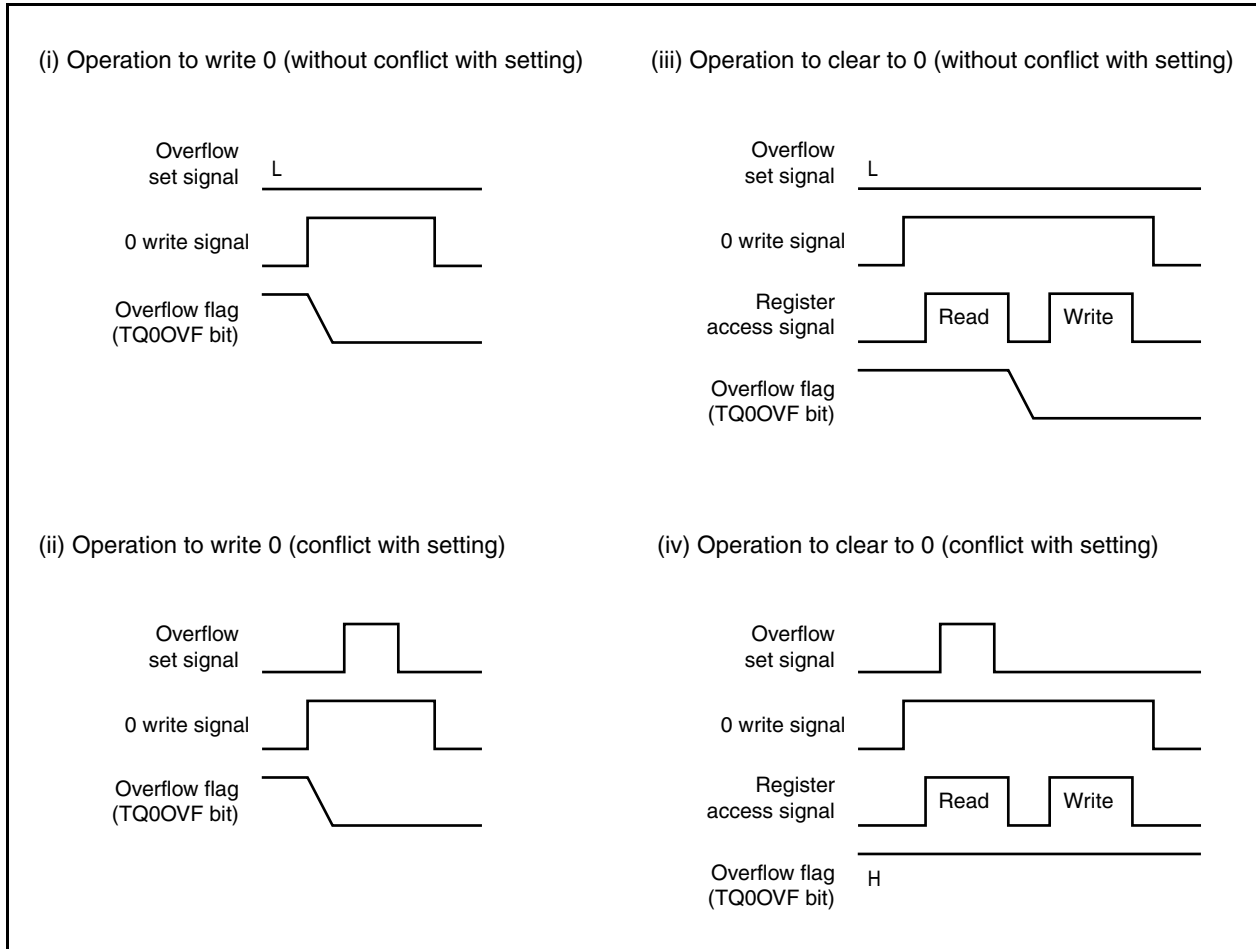 (i) Operation to write 0 (without conflict with setting)
Overflow
set signal
L
0 write signal
Overflow flag
(TQ0OVF bit)
(iii) Operation to clear to 0 (without conflict with setting)
Overflow
set signal
L
0 write signal
Register
access signal
Read
Write
Overflow flag
(TQ0OVF bit)
(ii) Operation to write 0 (conflict with setting)
Overflow
set signal
0 write signal
Overflow flag
(TQ0OVF bit)
(iv) Operation to clear to 0 (conflict with setting)
Overflow
set signal
0 write signal
Register
access signal
Read
Write
Overflow flag
(TQ0OVF bit)
H